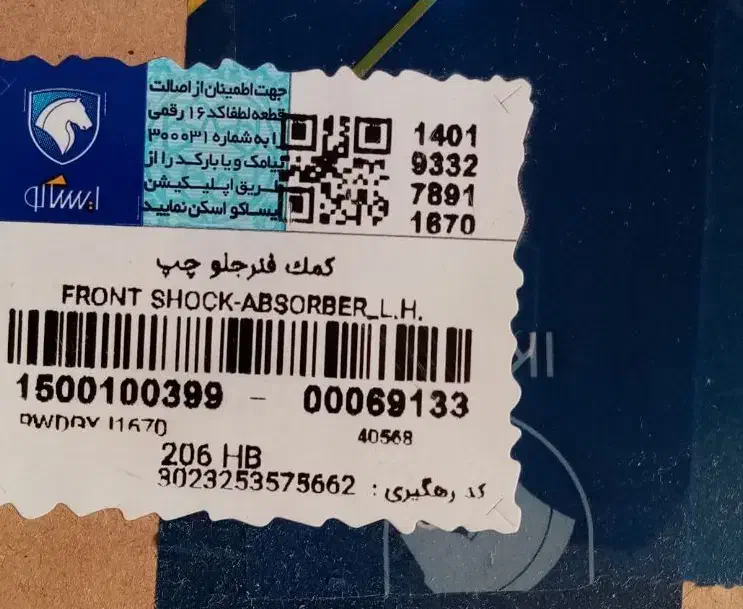 جهت اطمینان از اصالت
قطعه لطفا کد ۱۶ رقمی
را به شماره ۳۰۰۰۳۱
پیامک و یا بارکد را از
طریق اپلیکیشن
ایساکو اسکن نمایید
1401
9332
7891
1670
ایساکو
کمك فنرجلو چپ
FRONT SHOCK-ABSORBER_L.H.
1500100399 - 00069133
40568
206 HB
کد رهگیری : 3023253575662